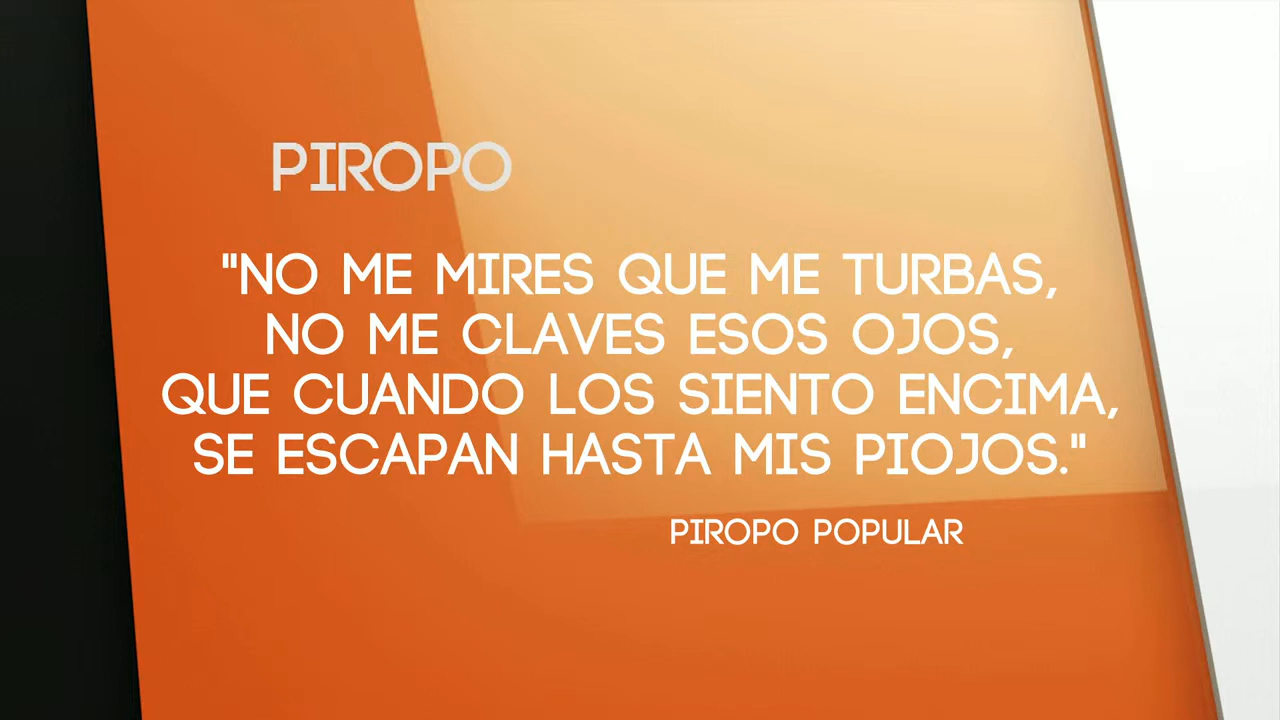 PIROPO
"NO ME MIRES QUE ME TURBAS,
NO ME CLAVES ESOS OJOS,
QUE CUANDO LOS SIENTO ENCIMA,
SE ESCAPAN HASTA MIS PIOJOS."
PIROPO POPULAR